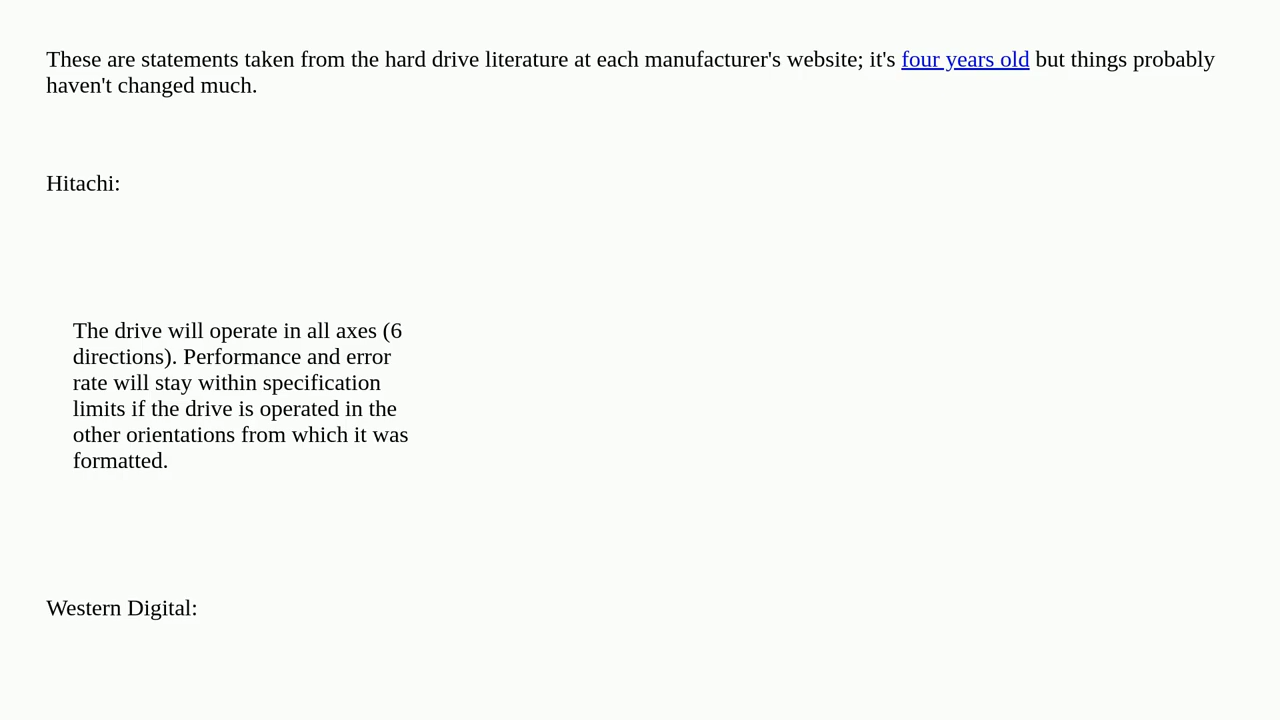 These are statements taken from the hard drive literature at each manufacturer's website; it's four years old but things probably
haven't changed much.
Hitachi:
The drive will operate in all axes (6
directions). Performance and error
rate will stay within specification
limits if the drive is operated in the
other orientations from which it was
formatted.
Western Digital: